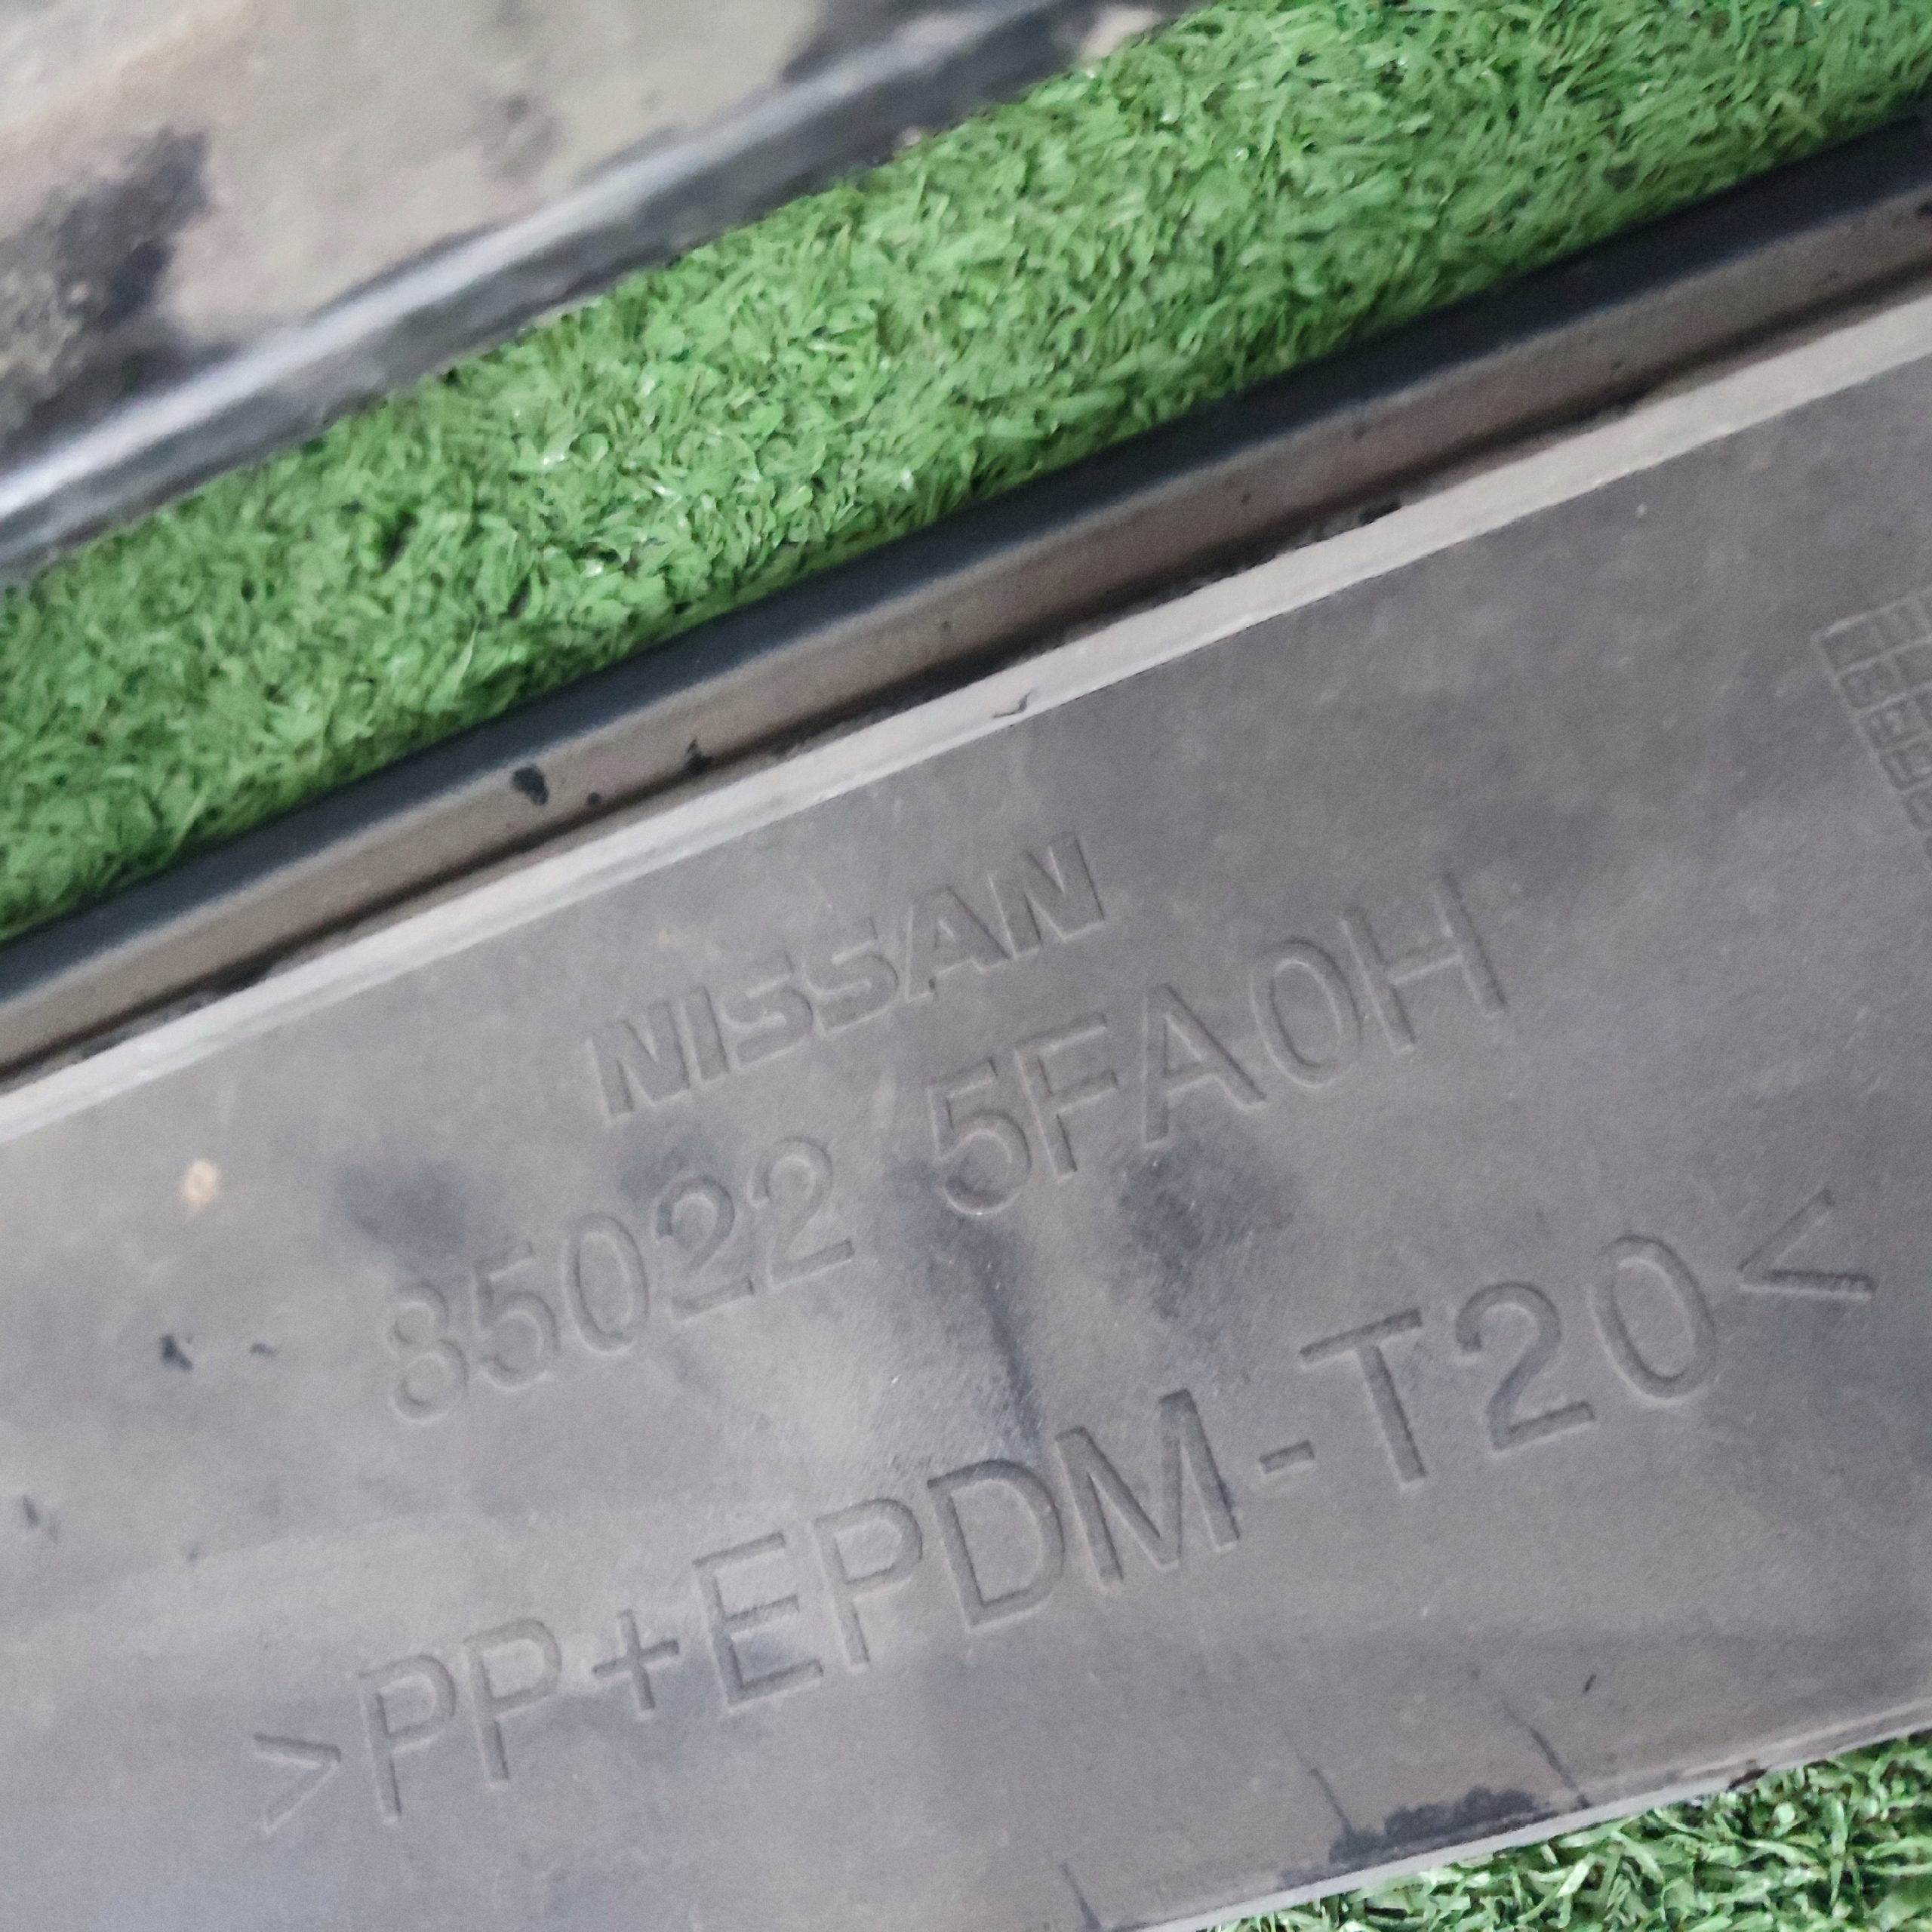 NISSAN
85022 5FA0H
>PP+EPDM-T20<